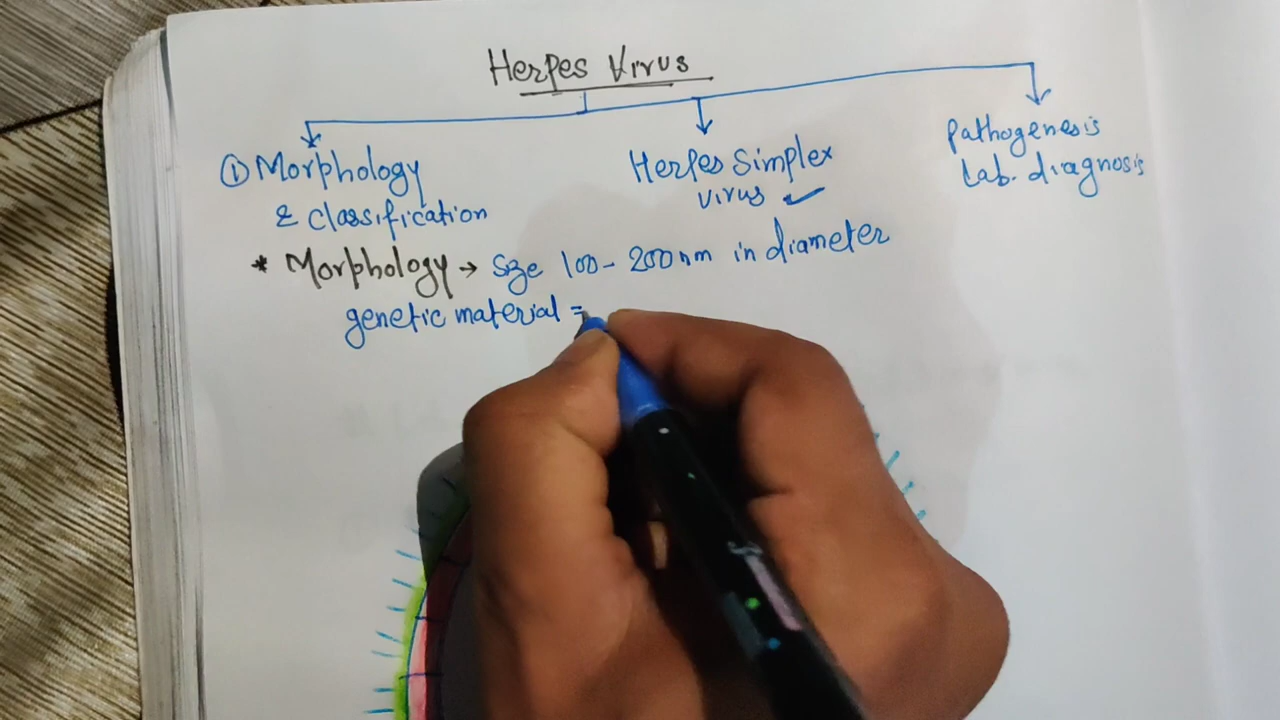 Herpes Virus
① Morphology
& Classification
Herpes Simplex
virus ✓
Pathogenesis
Lab. diagnosis
* Morphology → Size 100 - 200 nm in diameter
genetic material =